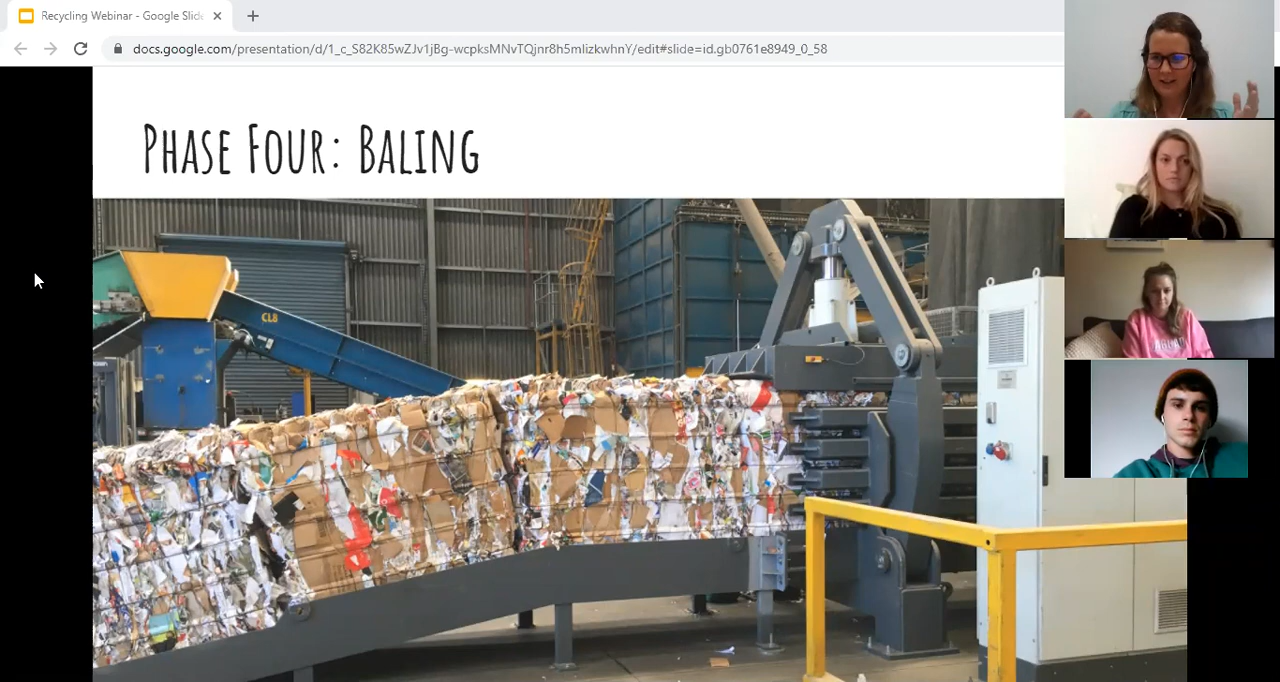 Recycling Webinar - Google Slide
docs.google.com/presentation/d/1_c_S82K85wZJv1jBg-wcpksMNvTQjnr8h5mlizkwhnY/edit#slide=id.gb0761e8949_0_58
PHASE FOUR: BALING
CL8